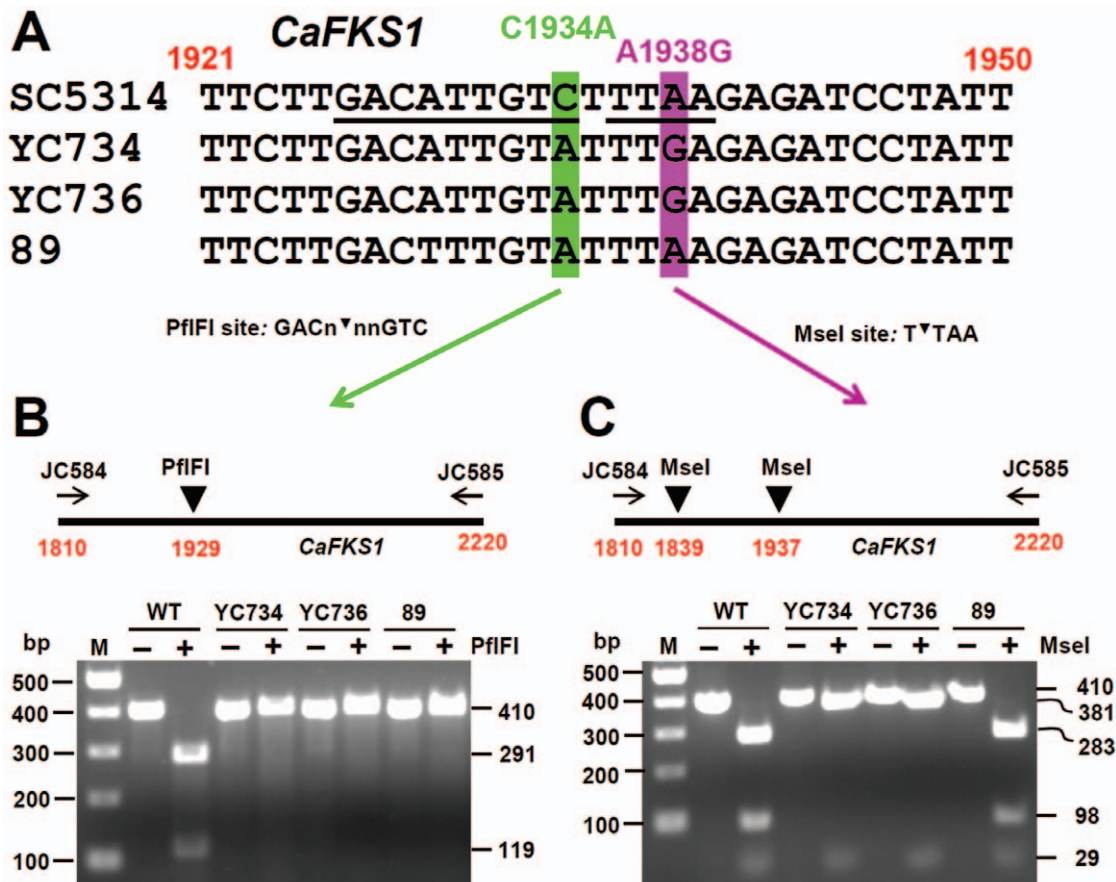 A
CaFKS1
C1934A
A1938G
1921
1950
SC5314 TTCTTGACATTGTCTTTAAGAGATCCTATT
YC734 TTCTTGACATTGTATTTGAGAGATCCTATT
YC736 TTCTTGACATTGTATTTGAGAGATCCTATT
89 TTCTTGACTTTGTATTTAAGAGATCCTATT
PflFI site: GACn▼nnGTC
MseI site: T▼TAA
B
JC584
PflFI
JC585
1810
1929
CaFKS1
2220
WT YC734 YC736 89
bp M − + − + − + − + PflFI
500
400
300
200
100
410
291
119
C
JC584
MseI
MseI
JC585
1810
1839
1937
CaFKS1
2220
WT YC734 YC736 89
bp M − + − + − + − + MseI
500
400
300
200
100
410
381
283
98
29